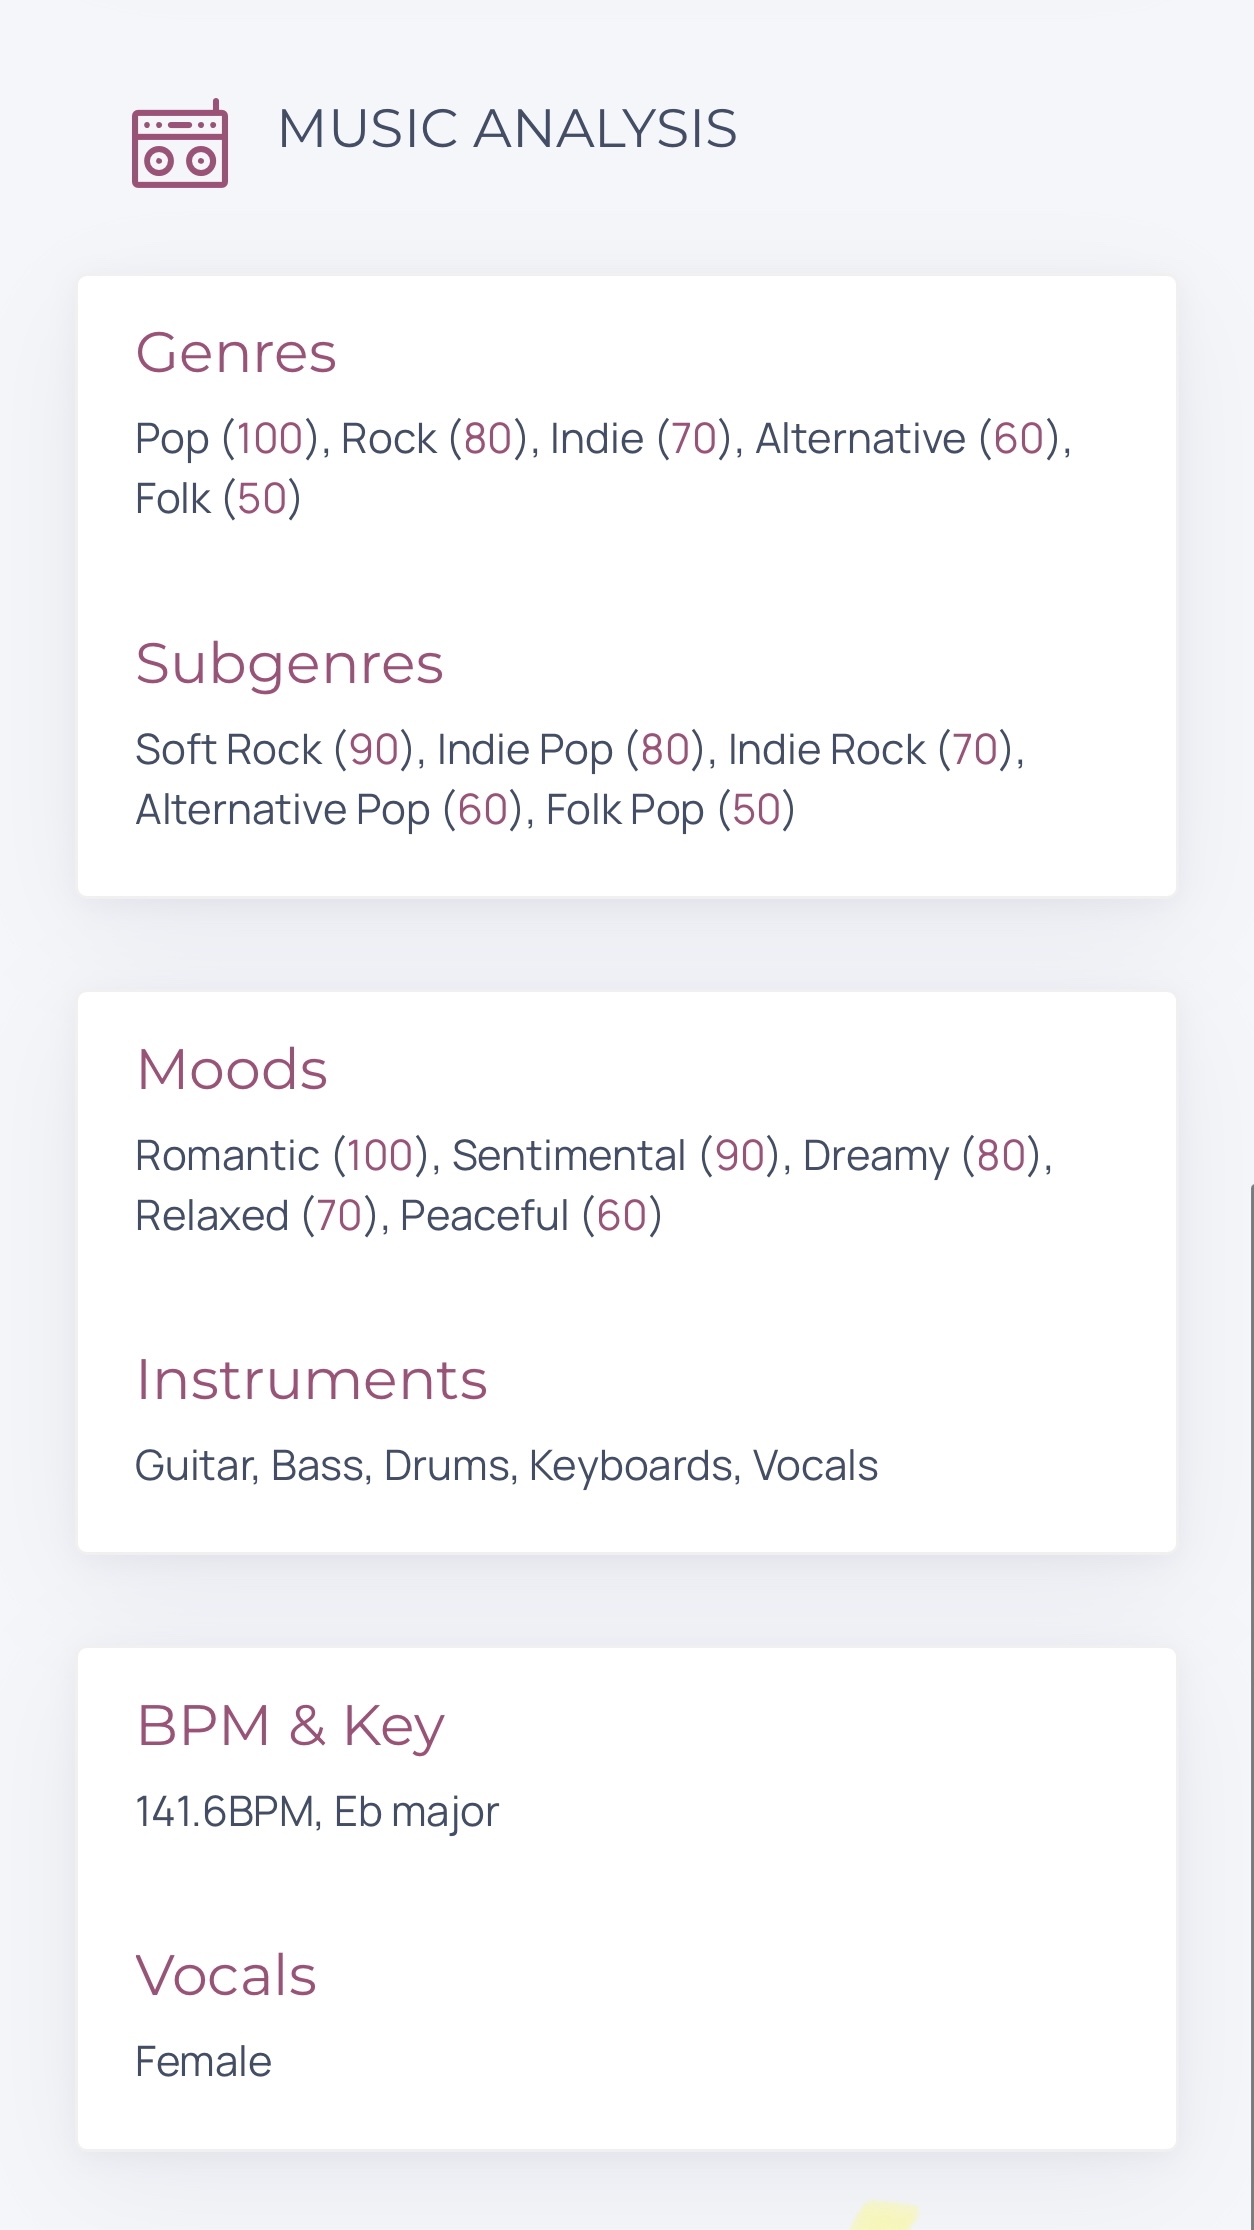 MUSIC ANALYSIS
Genres
Pop (100), Rock (80), Indie (70), Alternative (60),
Folk (50)
Subgenres
Soft Rock (90), Indie Pop (80), Indie Rock (70),
Alternative Pop (60), Folk Pop (50)
Moods
Romantic (100), Sentimental (90), Dreamy (80),
Relaxed (70), Peaceful (60)
Instruments
Guitar, Bass, Drums, Keyboards, Vocals
BPM & Key
141.6BPM, Eb major
Vocals
Female